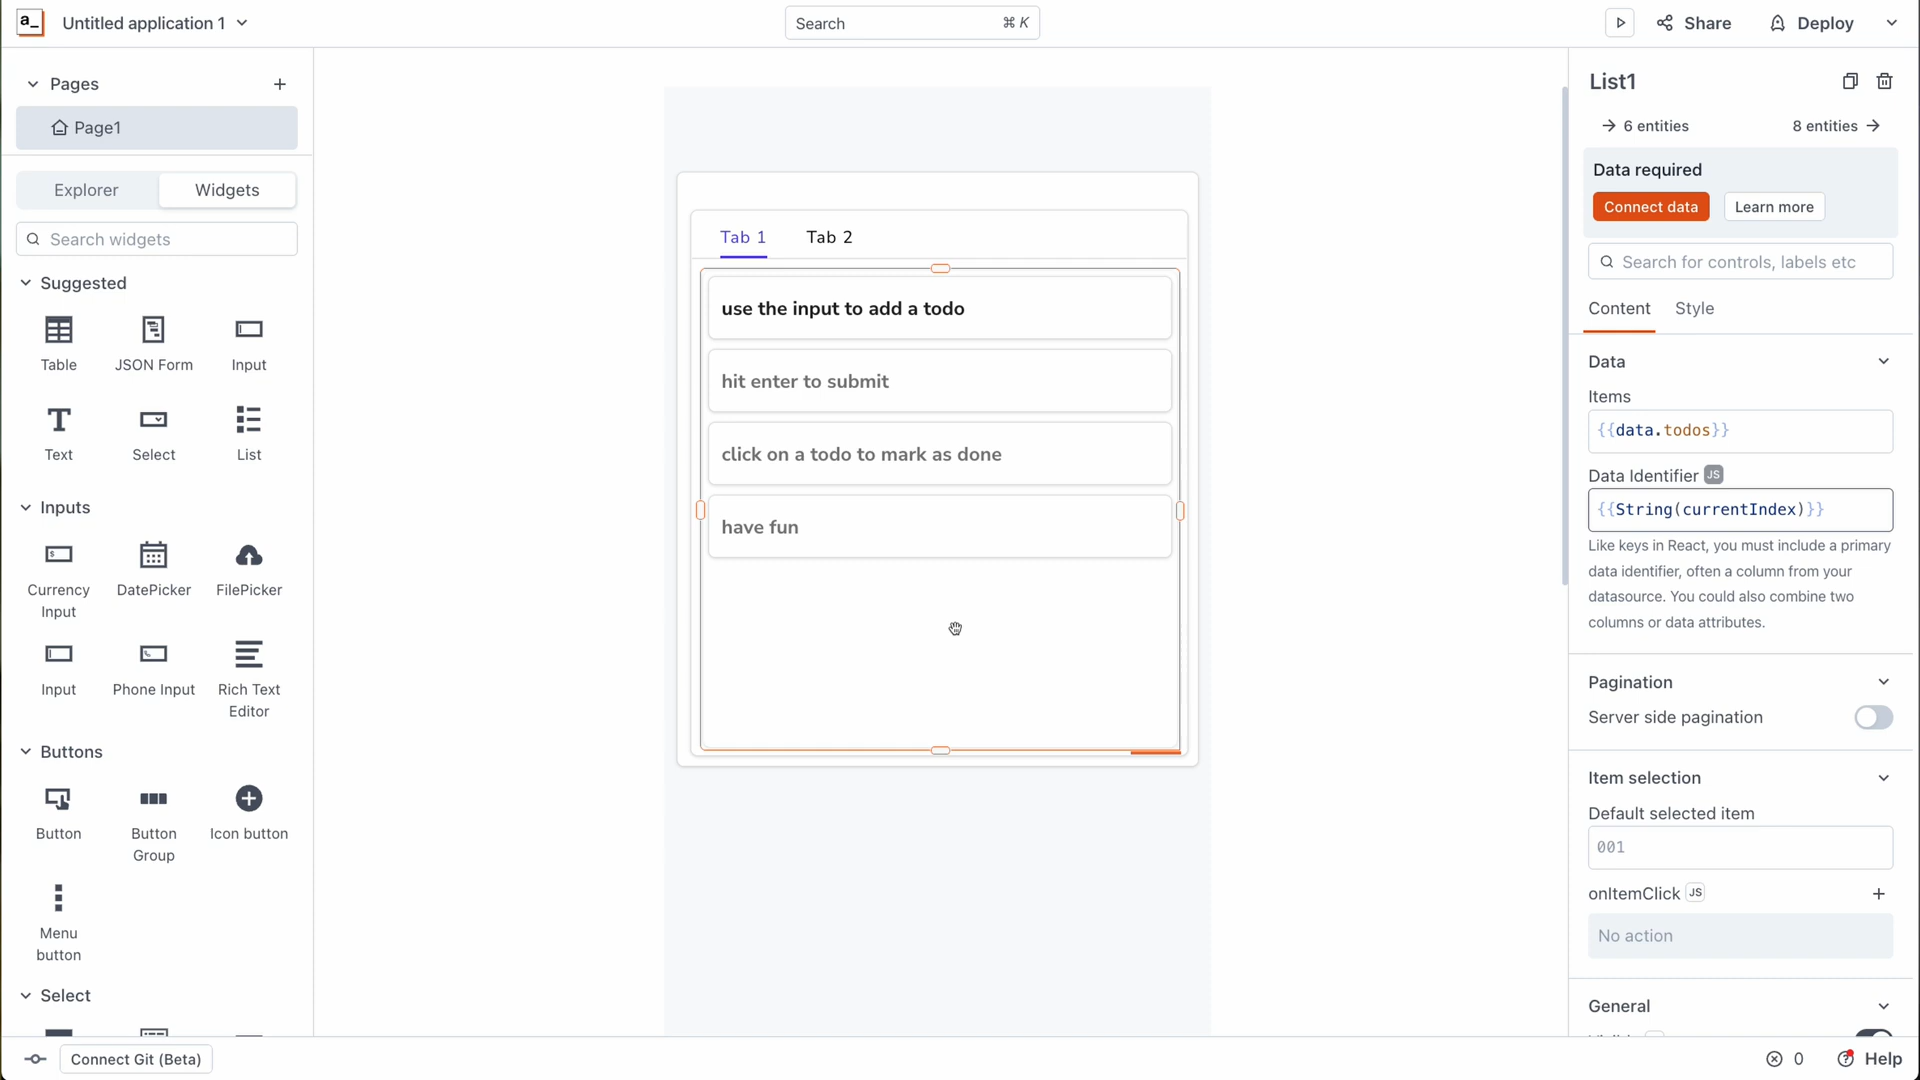 a_
Untitled application 1
Search
⌘ K
Share
Deploy
Pages
Page1
Explorer
Widgets
Search widgets
Suggested
Table
JSON Form
Input
Text
Select
List
Inputs
Currency
Input
DatePicker
FilePicker
Input
Phone Input
Rich Text
Editor
Buttons
Button
Button
Group
Icon button
Menu
button
Select
Connect Git (Beta)
Tab 1
Tab 2
use the input to add a todo
hit enter to submit
click on a todo to mark as done
have fun
List1
6 entities
8 entities
Data required
Connect data
Learn more
Search for controls, labels etc
Content
Style
Data
Items
{{data.todos}}
Data Identifier
JS
{{String(currentIndex)}}
Like keys in React, you must include a primary
data identifier, often a column from your
datasource. You could also combine two
columns or data attributes.
Pagination
Server side pagination
Item selection
Default selected item
001
onItemClick
JS
No action
General
0
Help